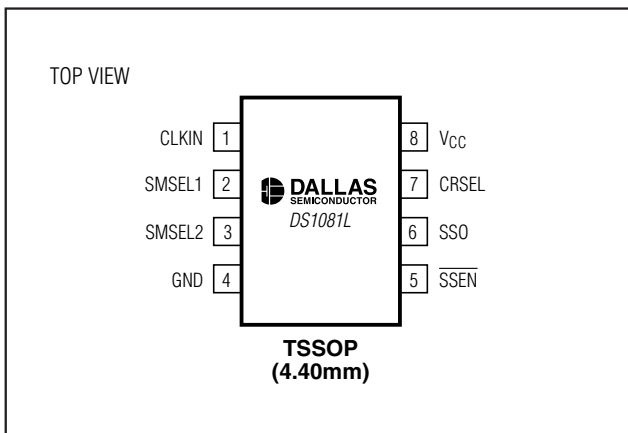 TOP VIEW
CLKIN 1
8 VCC
SMSEL1 2
7 CRSEL
DALLAS
SEMICONDUCTOR
DS1081L
SMSEL2 3
6 SSO
GND 4
5 S̅S̅E̅N̅
TSSOP
(4.40mm)